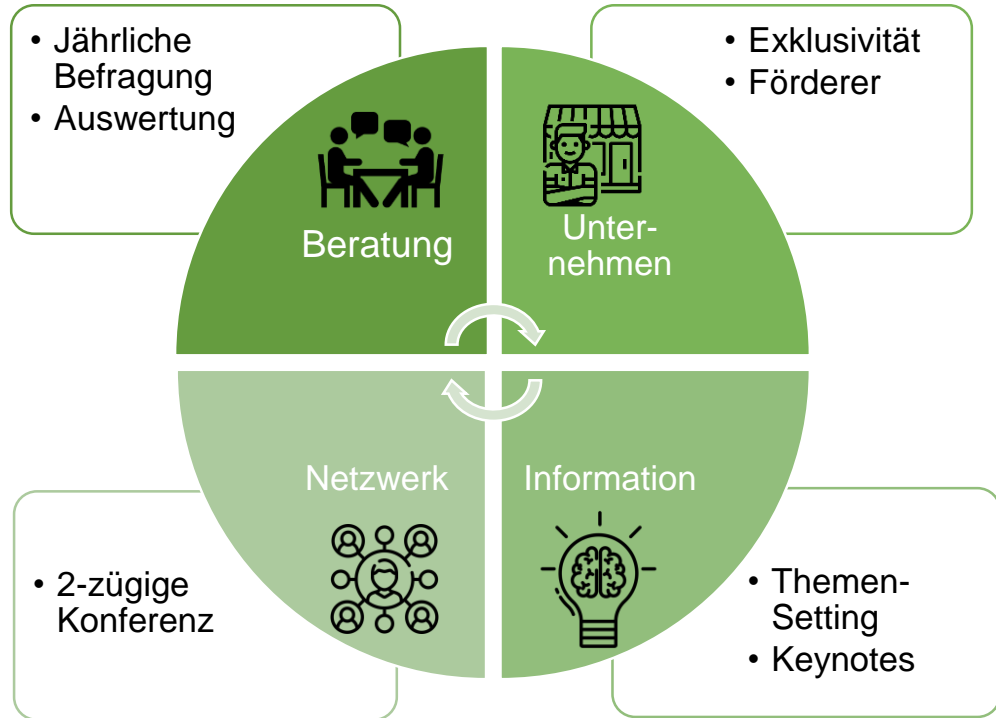 • Jährliche
Befragung
• Auswertung
Beratung
• Exklusivität
• Förderer
Unter-
nehmen
Netzwerk
• 2-zügige
Konferenz
Information
• Themen-
Setting
• Keynotes